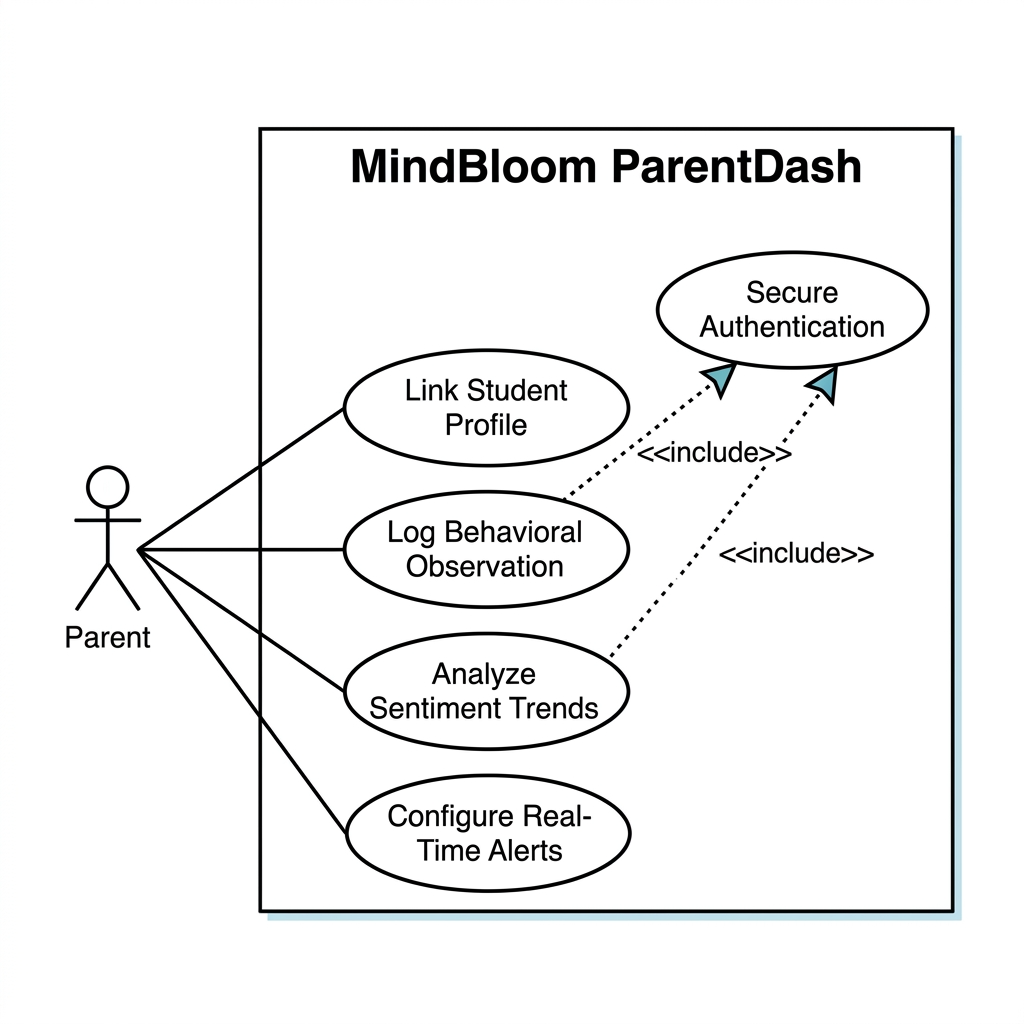 MindBloom ParentDash
Secure
Authentication
Link Student
Profile
<<include>>
Log Behavioral
Observation
<<include>>
Parent
Analyze
Sentiment Trends
Configure Real-
Time Alerts